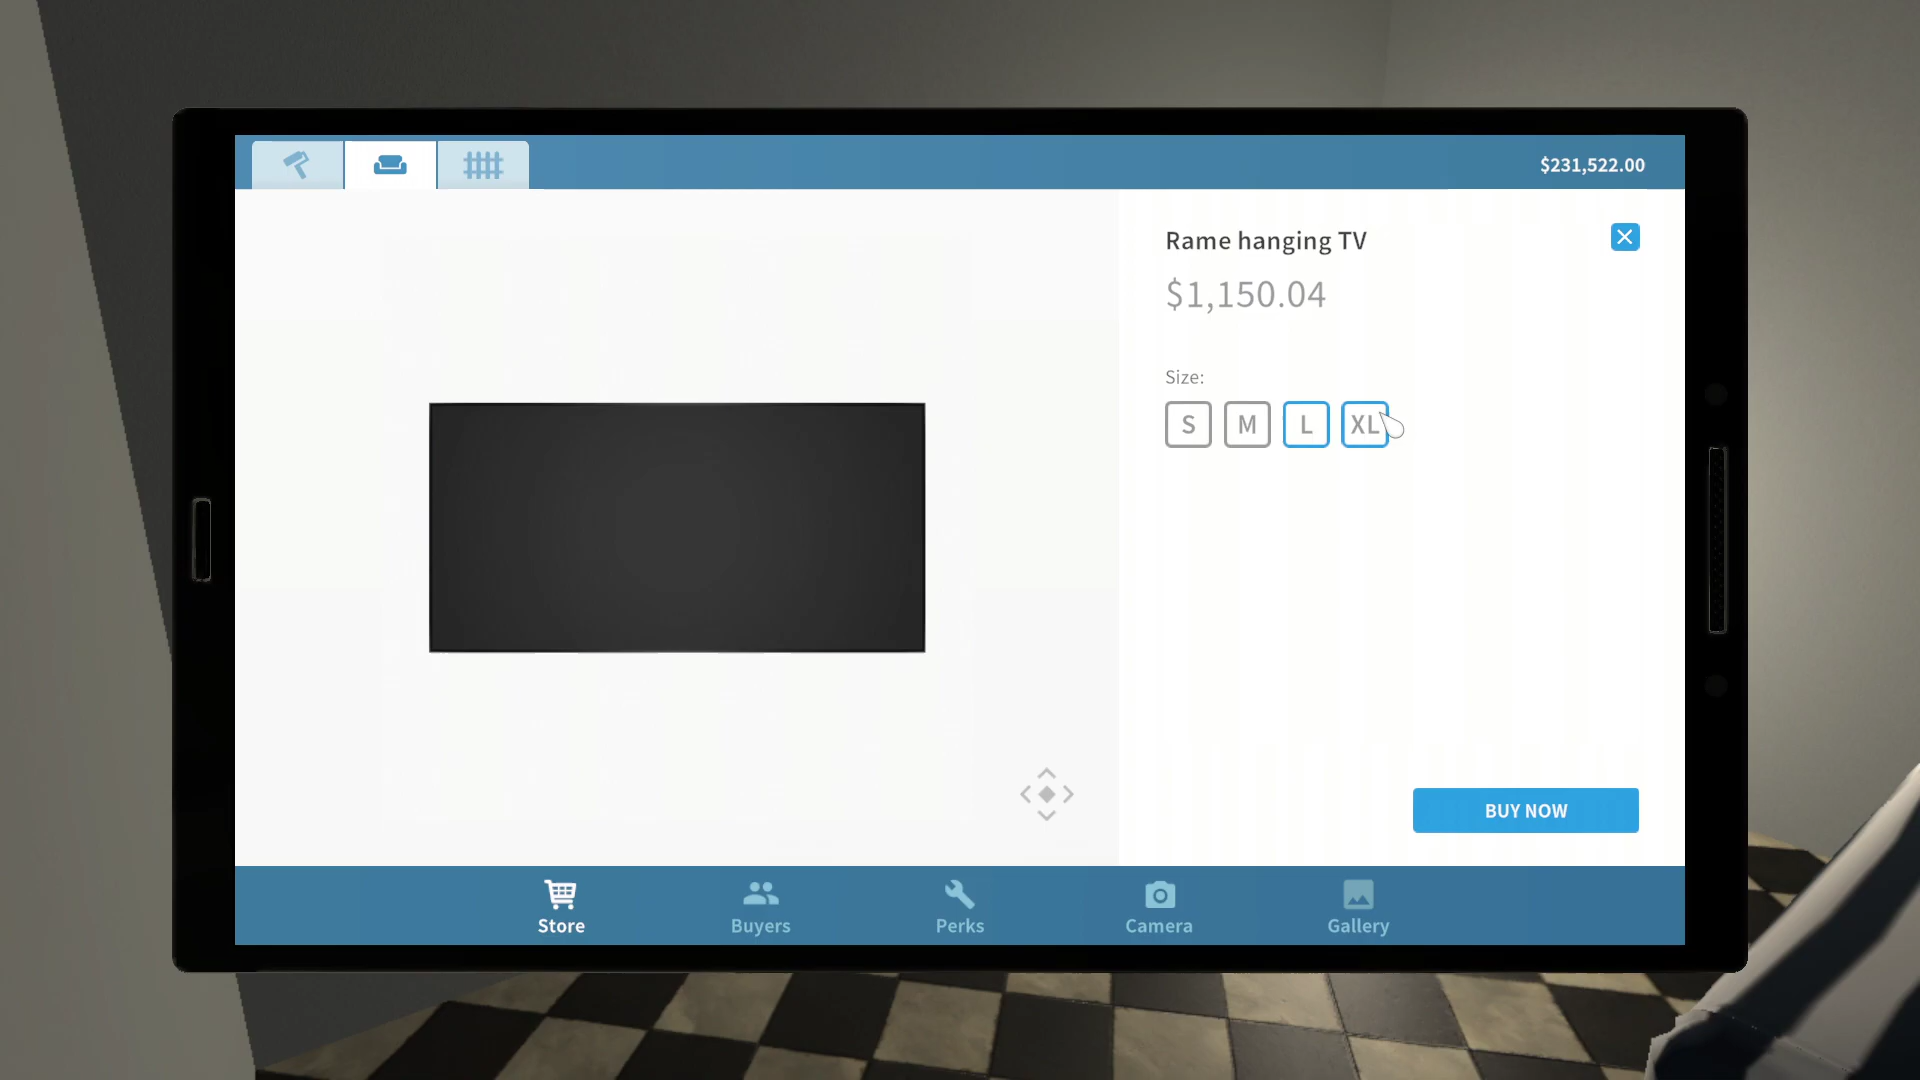 $231,522.00
Rame hanging TV
$1,150.04
Size:
S M L XL
BUY NOW
Store Buyers Perks Camera Gallery